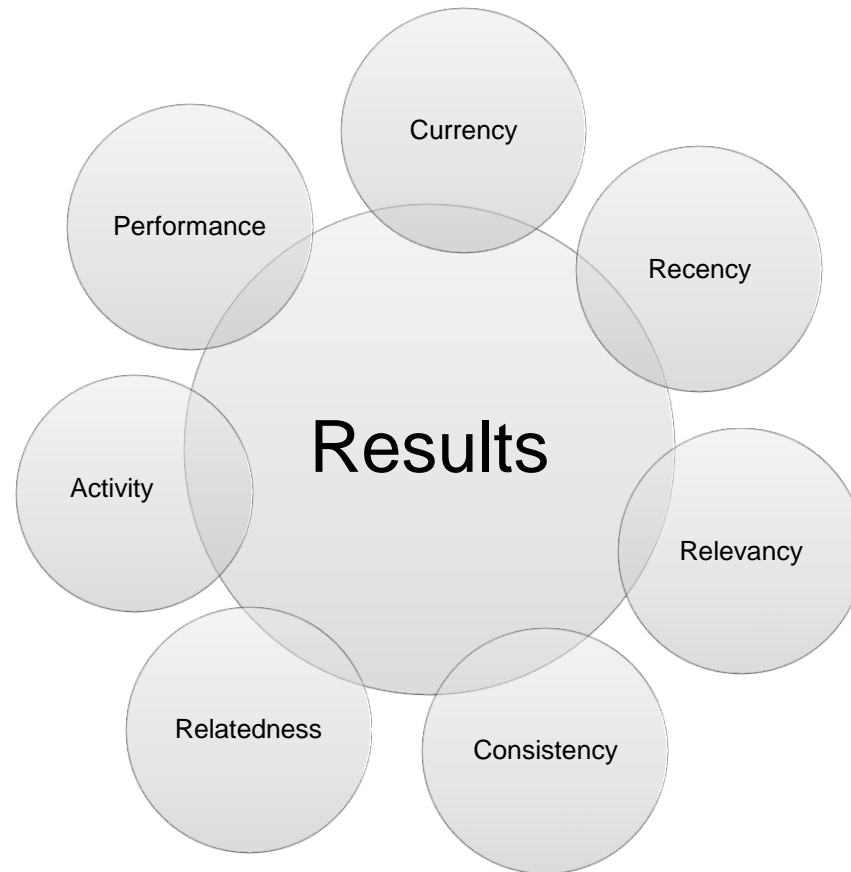 Currency
Performance
Recency
Results
Activity
Relevancy
Relatedness
Consistency